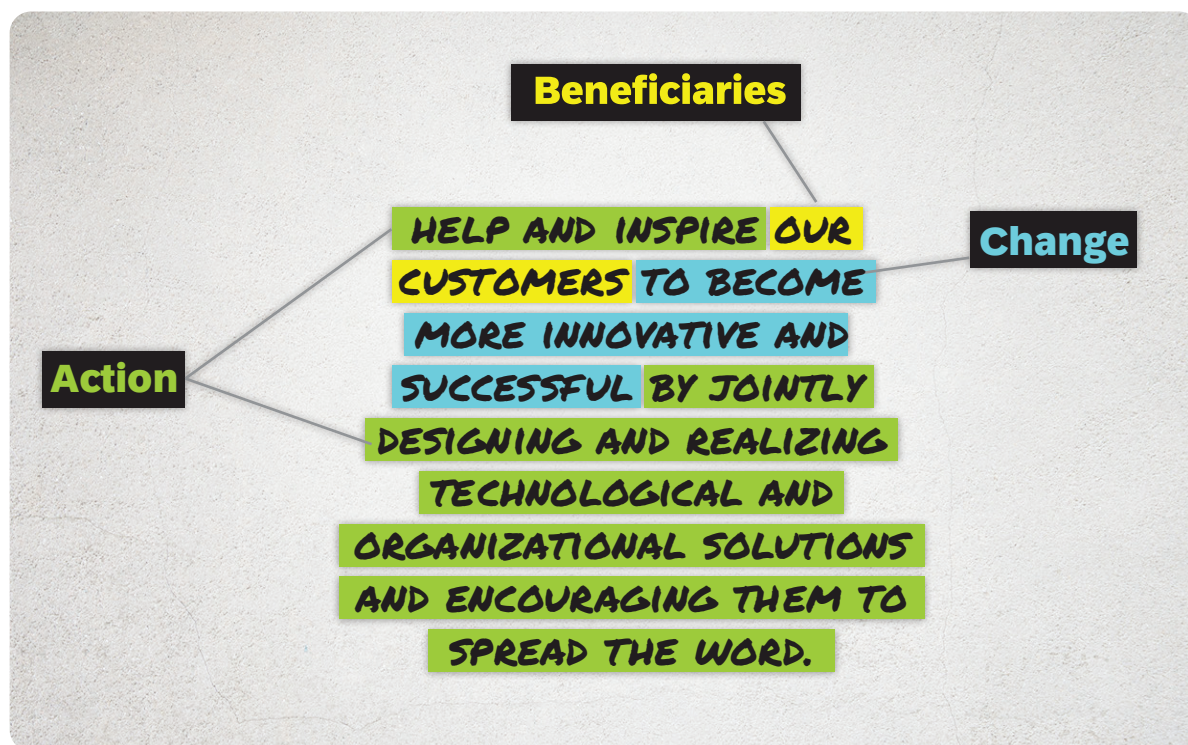 Beneficiaries
HELP AND INSPIRE OUR
Change
CUSTOMERS TO BECOME
MORE INNOVATIVE AND
Action
SUCCESSFUL BY JOINTLY
DESIGNING AND REALIZING
TECHNOLOGICAL AND
ORGANIZATIONAL SOLUTIONS
AND ENCOURAGING THEM TO
SPREAD THE WORD.